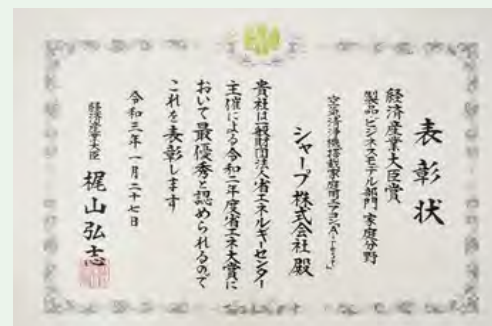 表彰状
経済産業大臣賞
製品・ビジネスモデル部門 家庭分野
シャープ株式会社殿
貴社は一般財団法人省エネルギーセンター
主催による令和二年度省エネ大賞に
おいて最優秀と認められるので
これを表彰します
令和三年一月二十七日
経済産業大臣 梶山弘志